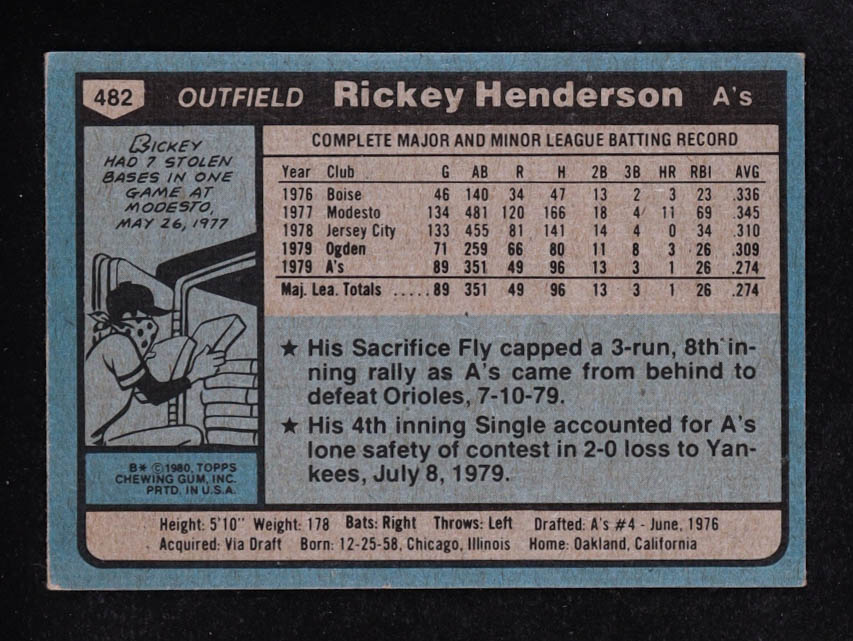 482 OUTFIELD Rickey Henderson A's
RICKEY
HAD 7 STOLEN
BASES IN ONE
GAME AT
MODESTO,
MAY 26, 1977
COMPLETE MAJOR AND MINOR LEAGUE BATTING RECORD
Year Club G AB R H 2B 3B HR RBI AVG
1976 Boise 46 140 34 47 13 2 3 23 .336
1977 Modesto 134 481 120 166 18 4 11 69 .345
1978 Jersey City 133 455 81 141 14 4 0 34 .310
1979 Ogden 71 259 66 80 11 8 3 26 .309
1979 A's 89 351 49 96 13 3 1 26 .274
Maj. Lea. Totals .....89 351 49 96 13 3 1 26 .274
★ His Sacrifice Fly capped a 3-run, 8th in-
ning rally as A's came from behind to
defeat Orioles, 7-10-79.
★ His 4th inning Single accounted for A's
lone safety of contest in 2-0 loss to Yan-
kees, July 8, 1979.
B* ©1980, TOPPS
CHEWING GUM, INC.
PRTD. IN U.S.A.
Height: 5'10" Weight: 178 Bats: Right Throws: Left Drafted: A's #4 - June, 1976
Acquired: Via Draft Born: 12-25-58, Chicago, Illinois Home: Oakland, California